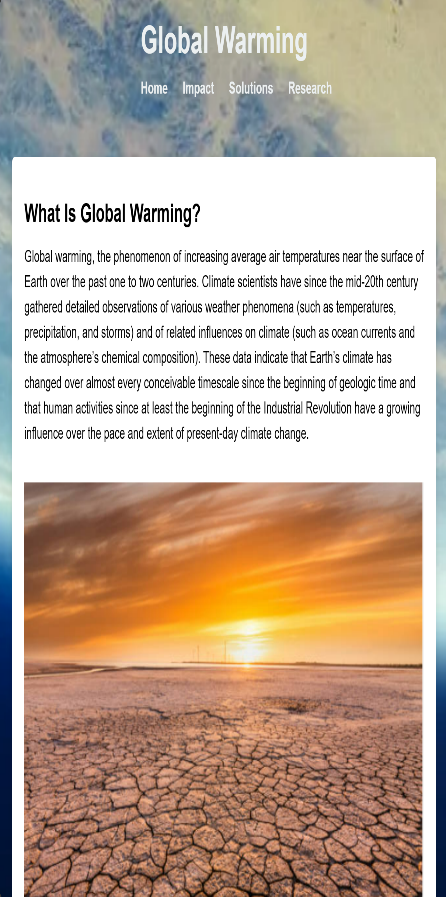 Global Warming
Home Impact Solutions Research
What Is Global Warming?
Global warming, the phenomenon of increasing average air temperatures near the surface of
Earth over the past one to two centuries. Climate scientists have since the mid-20th century
gathered detailed observations of various weather phenomena (such as temperatures,
precipitation, and storms) and of related influences on climate (such as ocean currents and
the atmosphere's chemical composition). These data indicate that Earth's climate has
changed over almost every conceivable timescale since the beginning of geologic time and
that human activities since at least the beginning of the Industrial Revolution have a growing
influence over the pace and extent of present-day climate change.